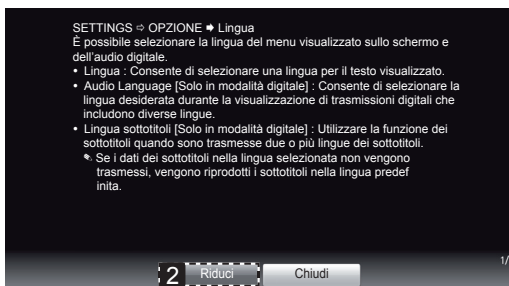 SETTINGS ⇨ OPZIONE ➡ Lingua
È possibile selezionare la lingua del menu visualizzato sullo schermo e
dell'audio digitale.
• Lingua : Consente di selezionare una lingua per il testo visualizzato.
• Audio Language [Solo in modalità digitale] : Consente di selezionare la
lingua desiderata durante la visualizzazione di trasmissioni digitali che
includono diverse lingue.
• Lingua sottotitoli [Solo in modalità digitale] : Utilizzare la funzione dei
sottotitoli quando sono trasmesse due o più lingue dei sottotitoli.
✎ Se i dati dei sottotitoli nella lingua selezionata non vengono
trasmessi, vengono riprodotti i sottotitoli nella lingua predef
inita.
1/
2 Riduci Chiudi